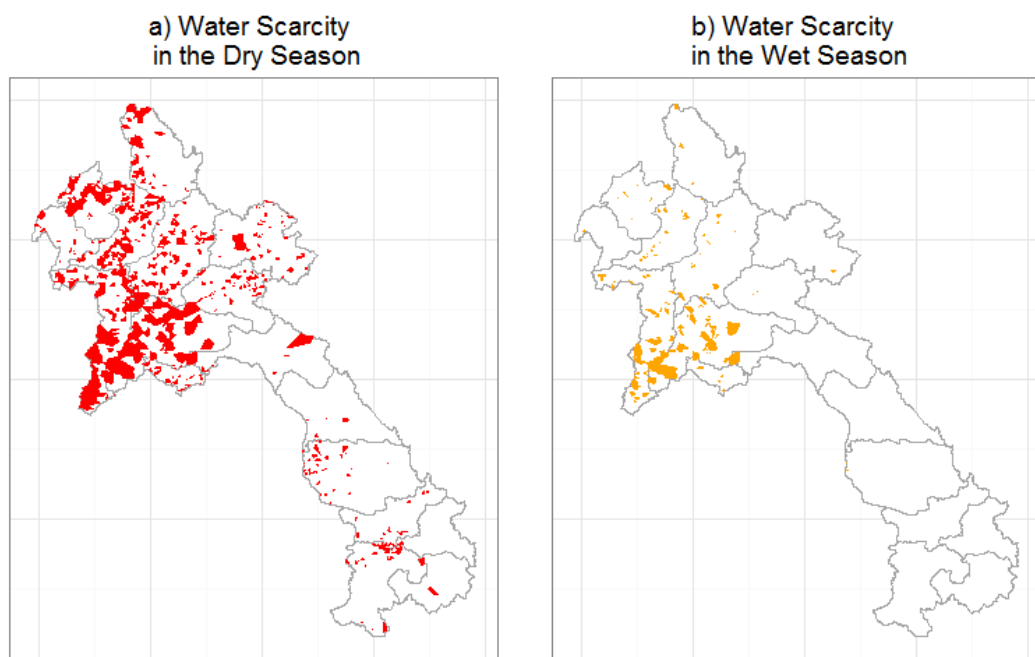 a) Water Scarcity
in the Dry Season
b) Water Scarcity
in the Wet Season